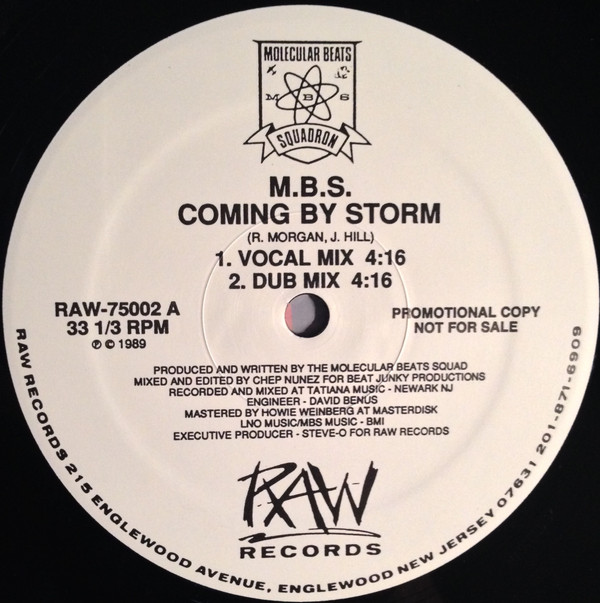 MOLECULAR BEATS
M B S
SQUADRON
M.B.S.
COMING BY STORM
(R. MORGAN, J. HILL)
1. VOCAL MIX 4:16
2. DUB MIX 4:16
RAW-75002 A
33 1/3 RPM
℗ © 1989
PROMOTIONAL COPY
NOT FOR SALE
PRODUCED AND WRITTEN BY THE MOLECULAR BEATS SQUAD
MIXED AND EDITED BY CHEP NUNEZ FOR BEAT JUNKY PRODUCTIONS
RECORDED AND MIXED AT TATIANA MUSIC - NEWARK NJ
ENGINEER - DAVID BENUS
MASTERED BY HOWIE WEINBERG AT MASTERDISK
LNO MUSIC/MBS MUSIC - BMI
EXECUTIVE PRODUCER - STEVE-O FOR RAW RECORDS
RAW
RECORDS
RAW RECORDS 215 ENGLEWOOD AVENUE, ENGLEWOOD NEW JERSEY 07631 201-871-6909